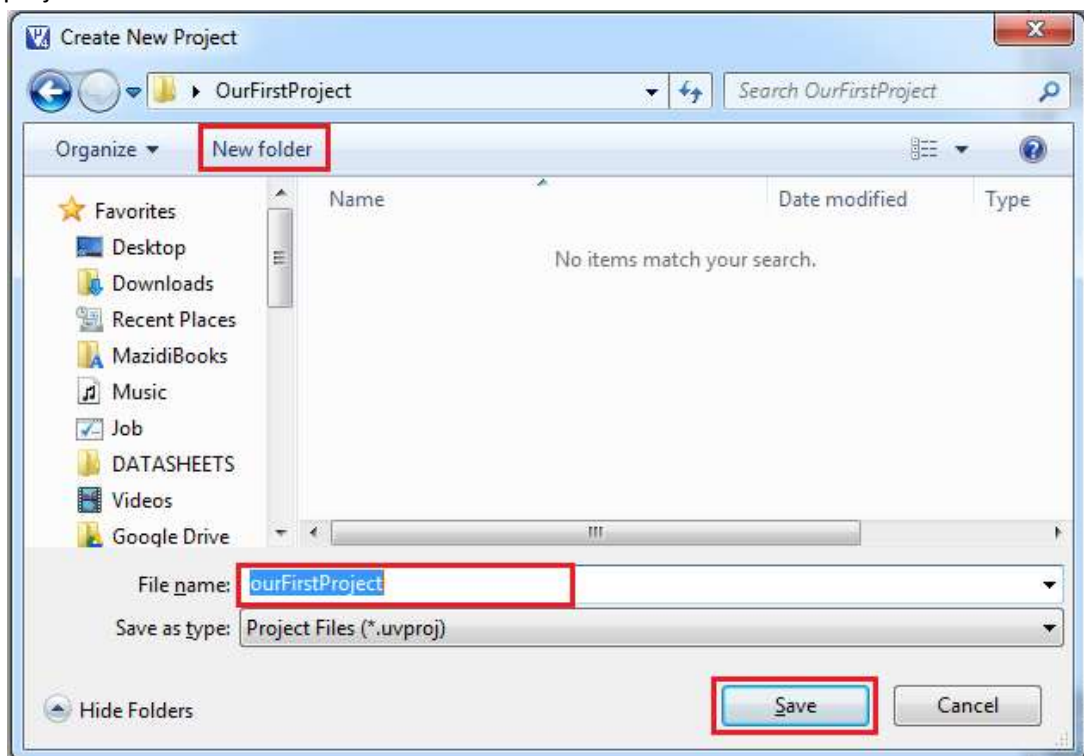 Create New Project
OurFirstProject
Search OurFirstProject
Organize
New folder
Name
Date modified
Type
Favorites
Desktop
Downloads
Recent Places
MazidiBooks
Music
Job
DATASHEETS
Videos
Google Drive
No items match your search.
File name: ourFirstProject
Save as type: Project Files (*.uvproj)
Hide Folders
Save
Cancel